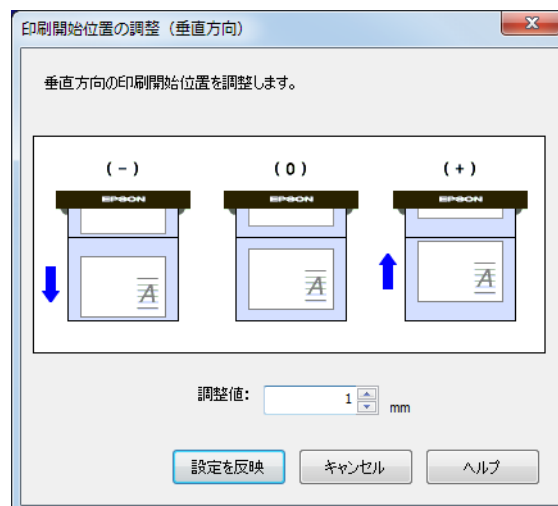 印刷開始位置の調整（垂直方向）
垂直方向の印刷開始位置を調整します。
( - ) ( 0 ) ( + )
EPSON EPSON EPSON
A A A
調整値: 1 mm
設定を反映 キャンセル ヘルプ